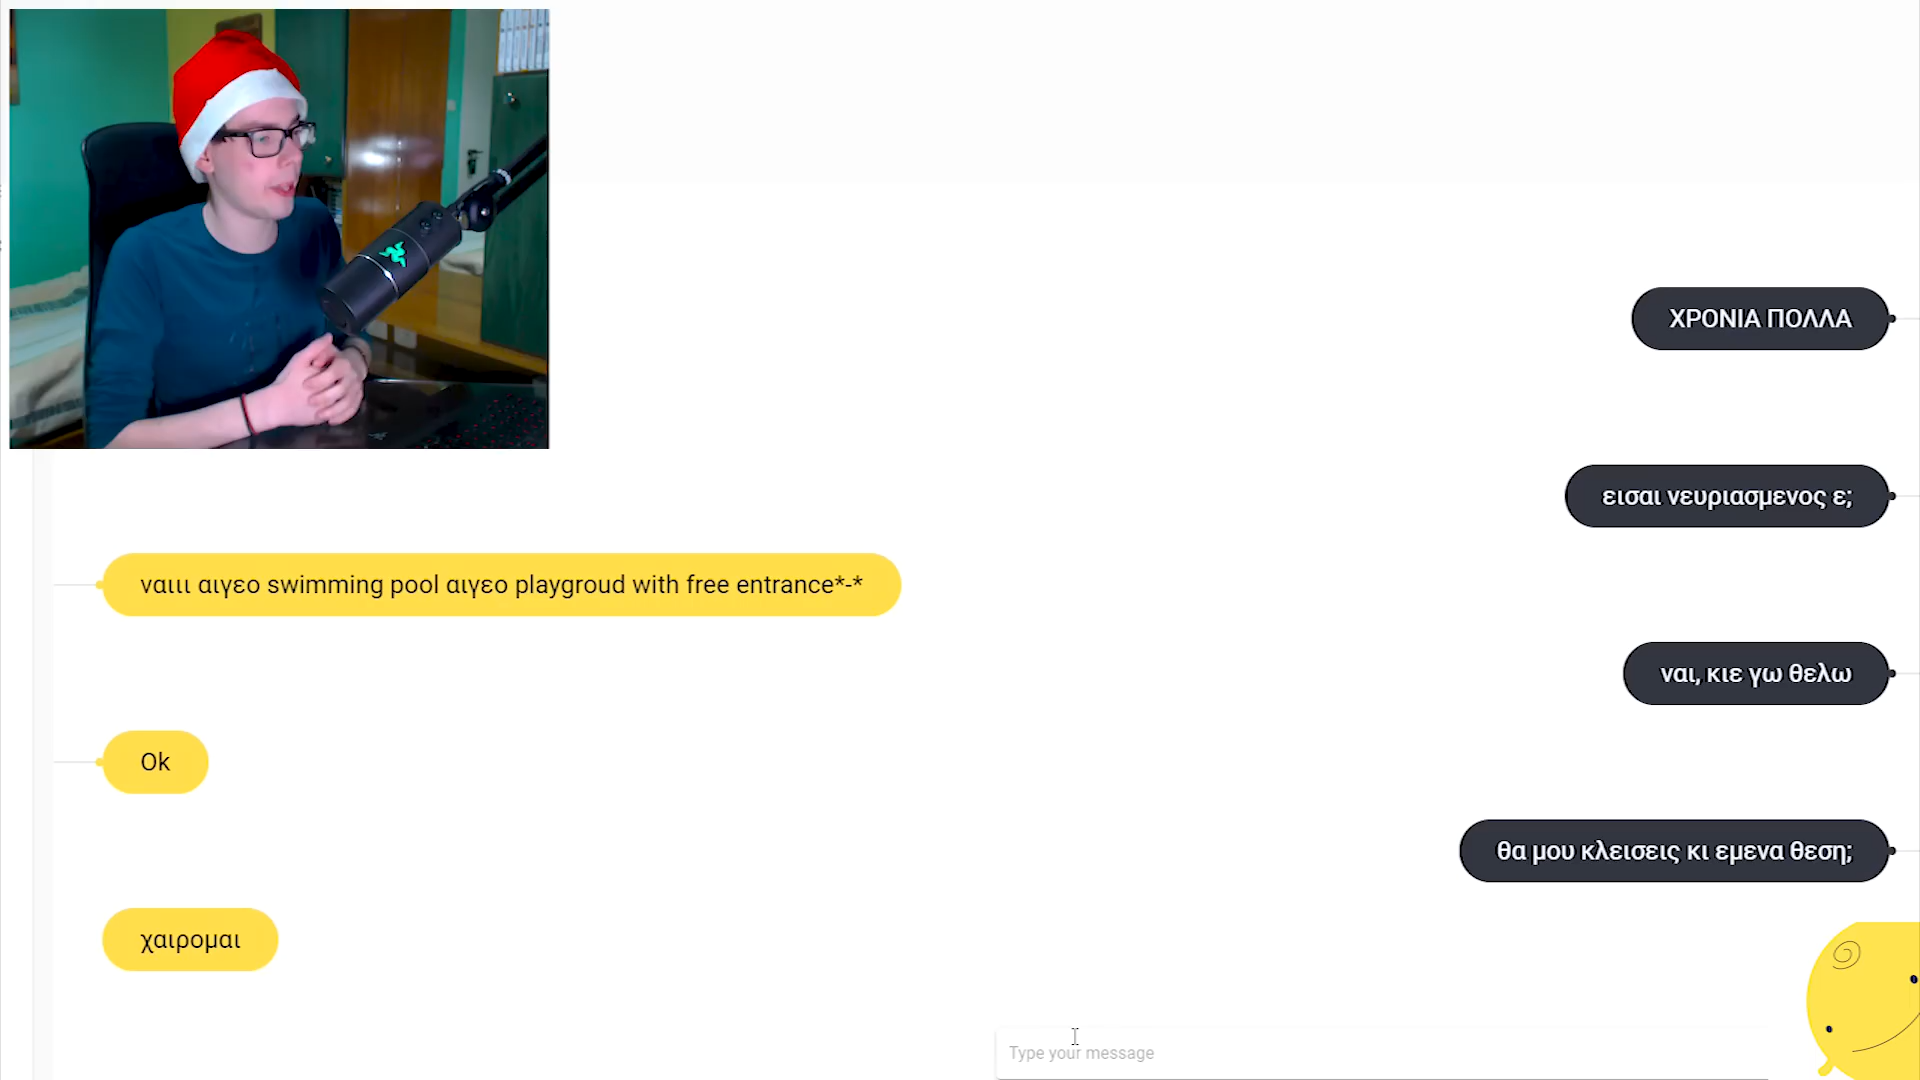 ΧΡΟΝΙΑ ΠΟΛΛΑ
εισαι νευριασμενος ε;
ναιιι αιγεο swimming pool αιγεο playgroud with free entrance*-*
ναι, κιε γω θελω
Ok
θα μου κλεισεις κι εμενα θεση;
χαιρομαι
Type your message